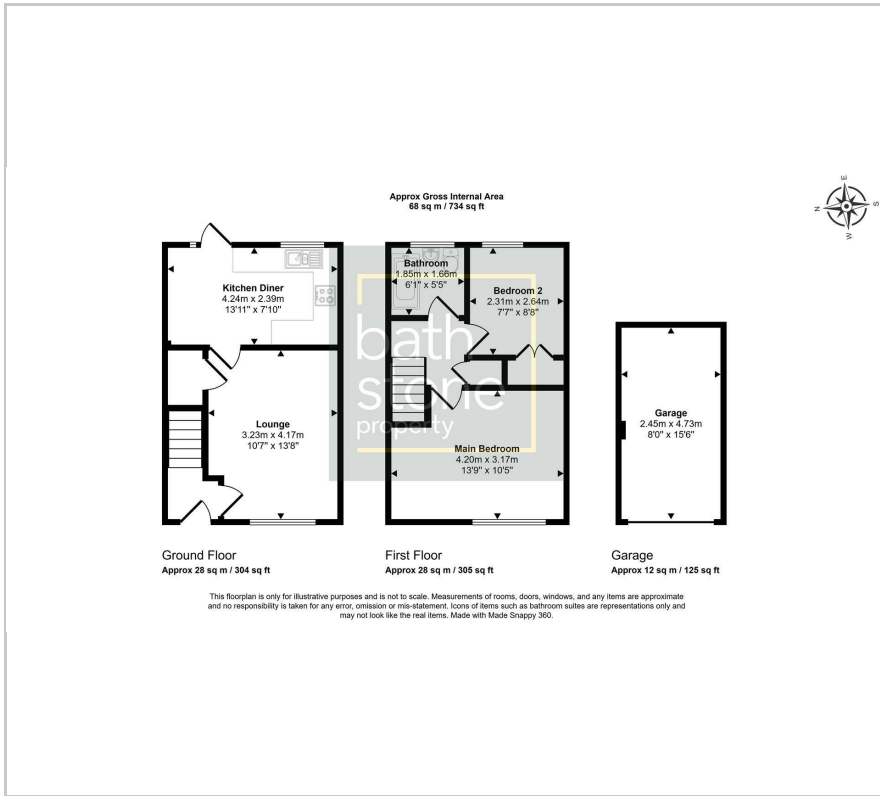 Approx Gross Internal Area
68 sq m / 734 sq ft
E
N
S
W
Kitchen Diner
4.24m x 2.39m
13'11" x 7'10"
Lounge
3.23m x 4.17m
10'7" x 13'8"
Bathroom
1.85m x 1.66m
6'1" x 5'5"
Bedroom 2
2.31m x 2.64m
7'7" x 8'8"
bath
stone
property
Main Bedroom
4.20m x 3.17m
13'9" x 10'5"
Garage
2.45m x 4.73m
8'0" x 15'6"
Ground Floor
Approx 28 sq m / 304 sq ft
First Floor
Approx 28 sq m / 305 sq ft
Garage
Approx 12 sq m / 125 sq ft
This floorplan is only for illustrative purposes and is not to scale. Measurements of rooms, doors, windows, and any items are approximate
and no responsibility is taken for any error, omission or mis-statement. Icons of items such as bathroom suites are representations only and
may not look like the real items. Made with Made Snappy 360.